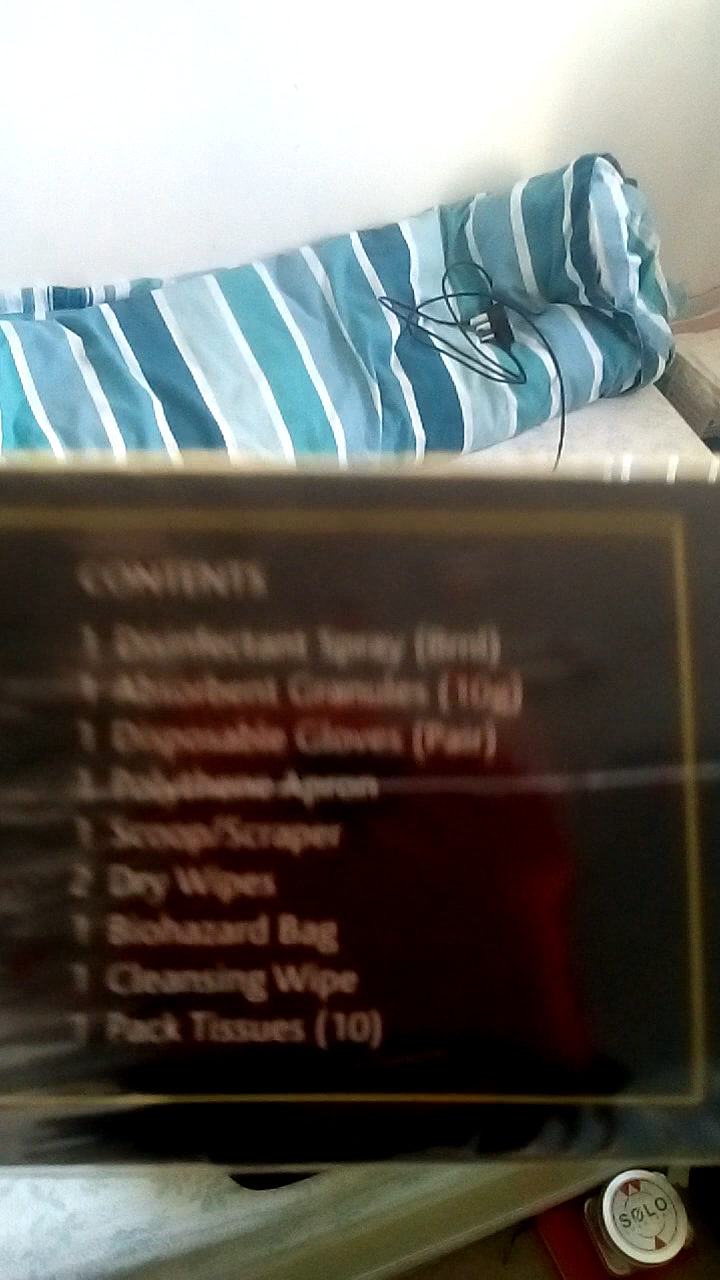 CONTENTS
1 Disinfectant Spray (8ml)
1 Absorbent Granules (10g)
1 Disposable Gloves (Pair)
1 Polythene Apron
1 Scoop/Scraper
2 Dry Wipes
1 Biohazard Bag
1 Cleansing Wipe
1 Pack Tissues (10)
SOLO